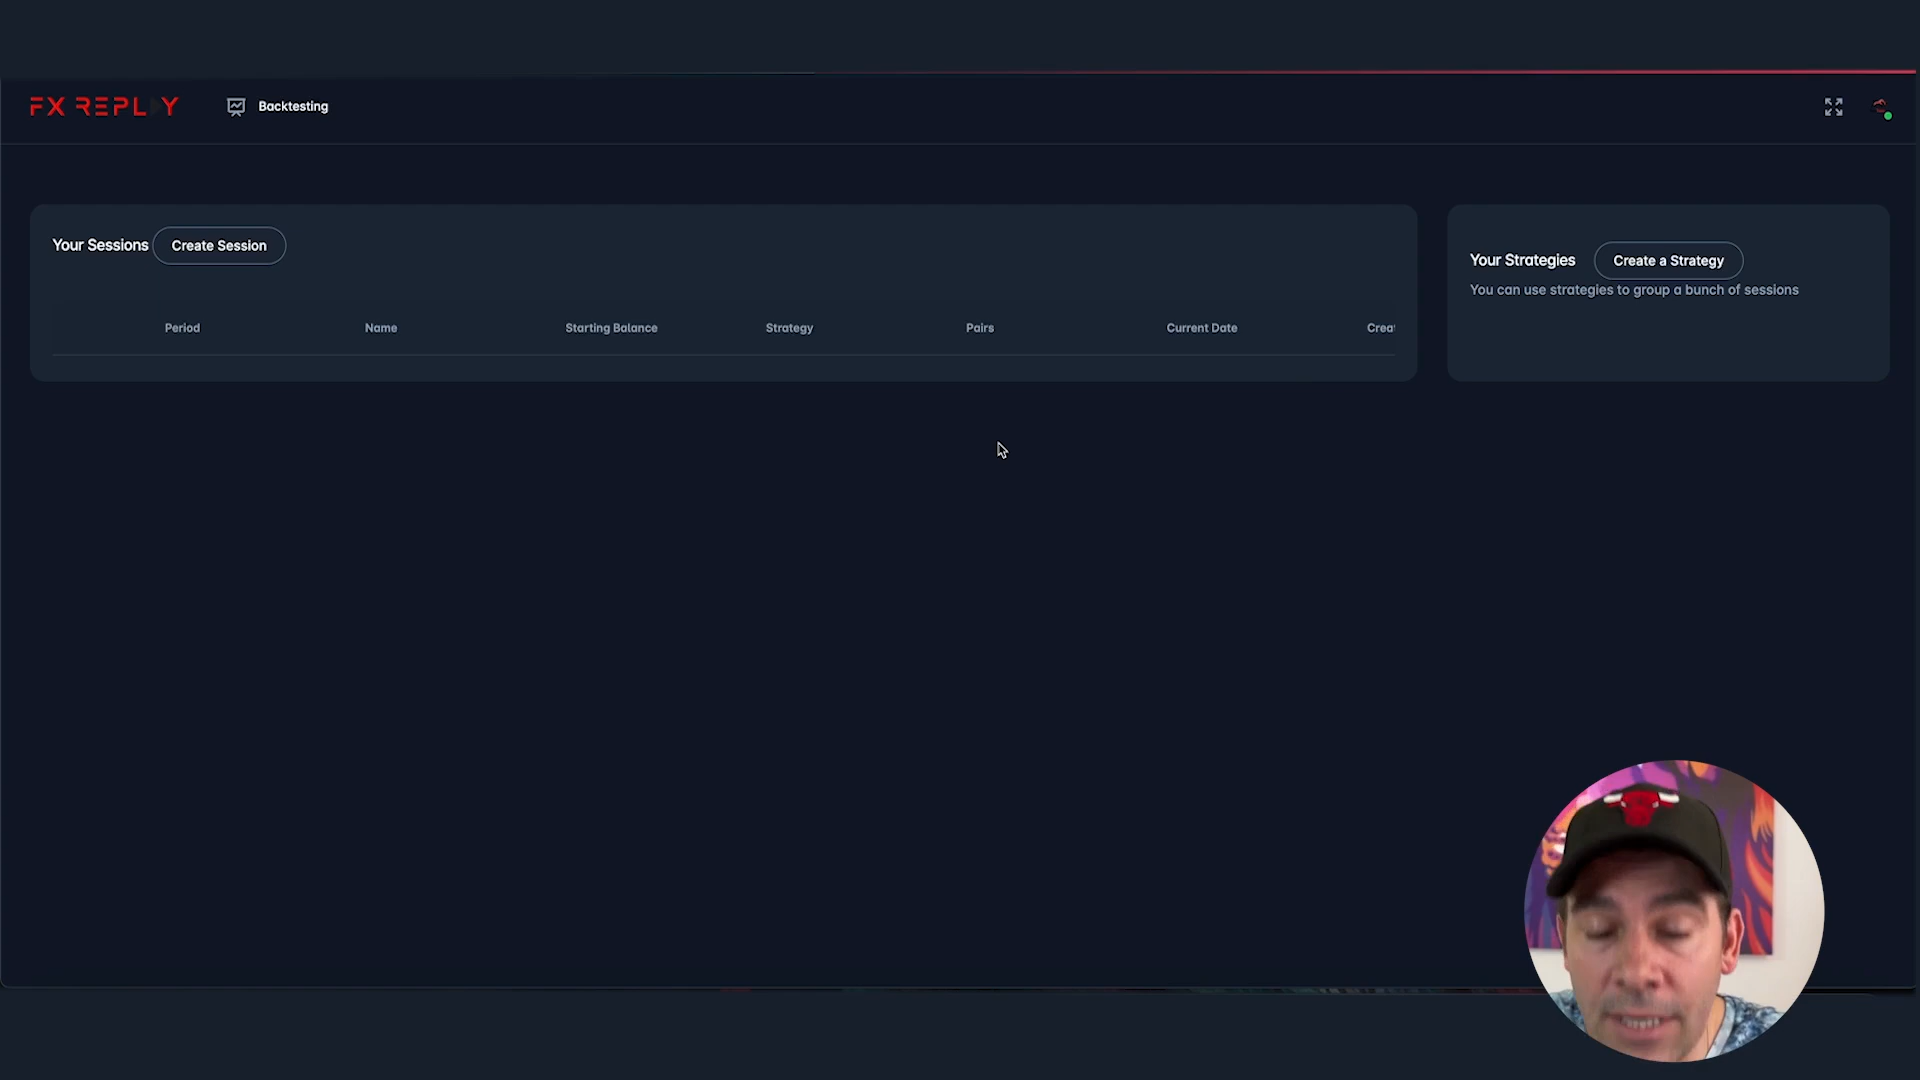 FX REPLAY
Backtesting
Your Sessions
Create Session
Period Name Starting Balance Strategy Pairs Current Date Creat
Your Strategies
Create a Strategy
You can use strategies to group a bunch of sessions